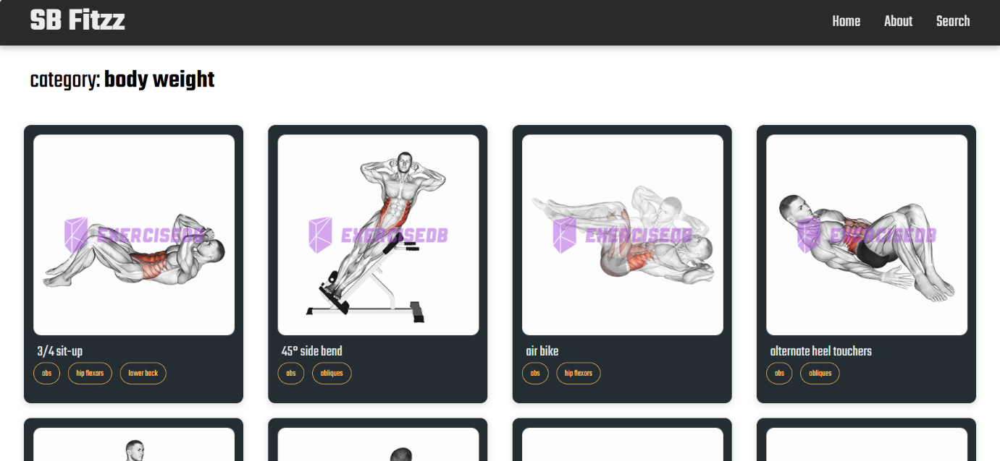 SB Fitzz
Home About Search
category: body weight
EXERCISEDB EXERCISEDB EXERCISEDB EXERCISEDB
3/4 sit-up 45° side bend air bike alternate heel touchers
abs hip flexors lower back abs obliques abs hip flexors abs obliques